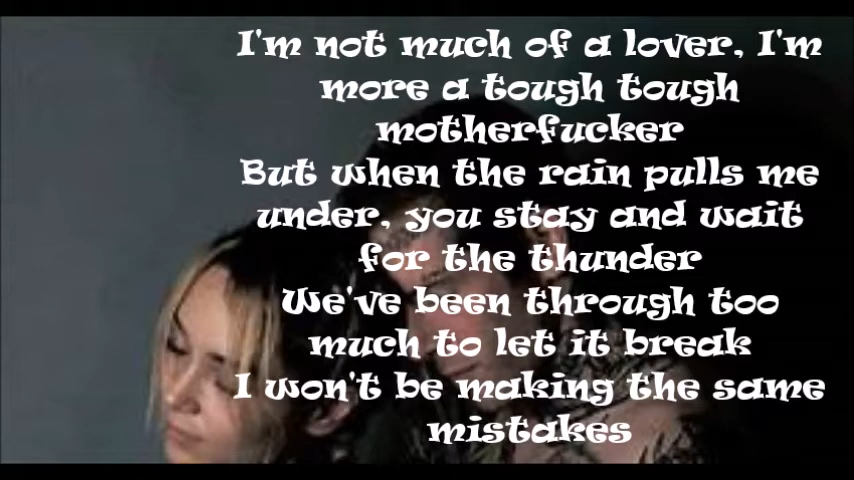 I'm not much of a lover, I'm
more a tough tough
motherfucker
But when the rain pulls me
under, you stay and wait
for the thunder
We've been through too
much to let it break
I won't be making the same
mistakes